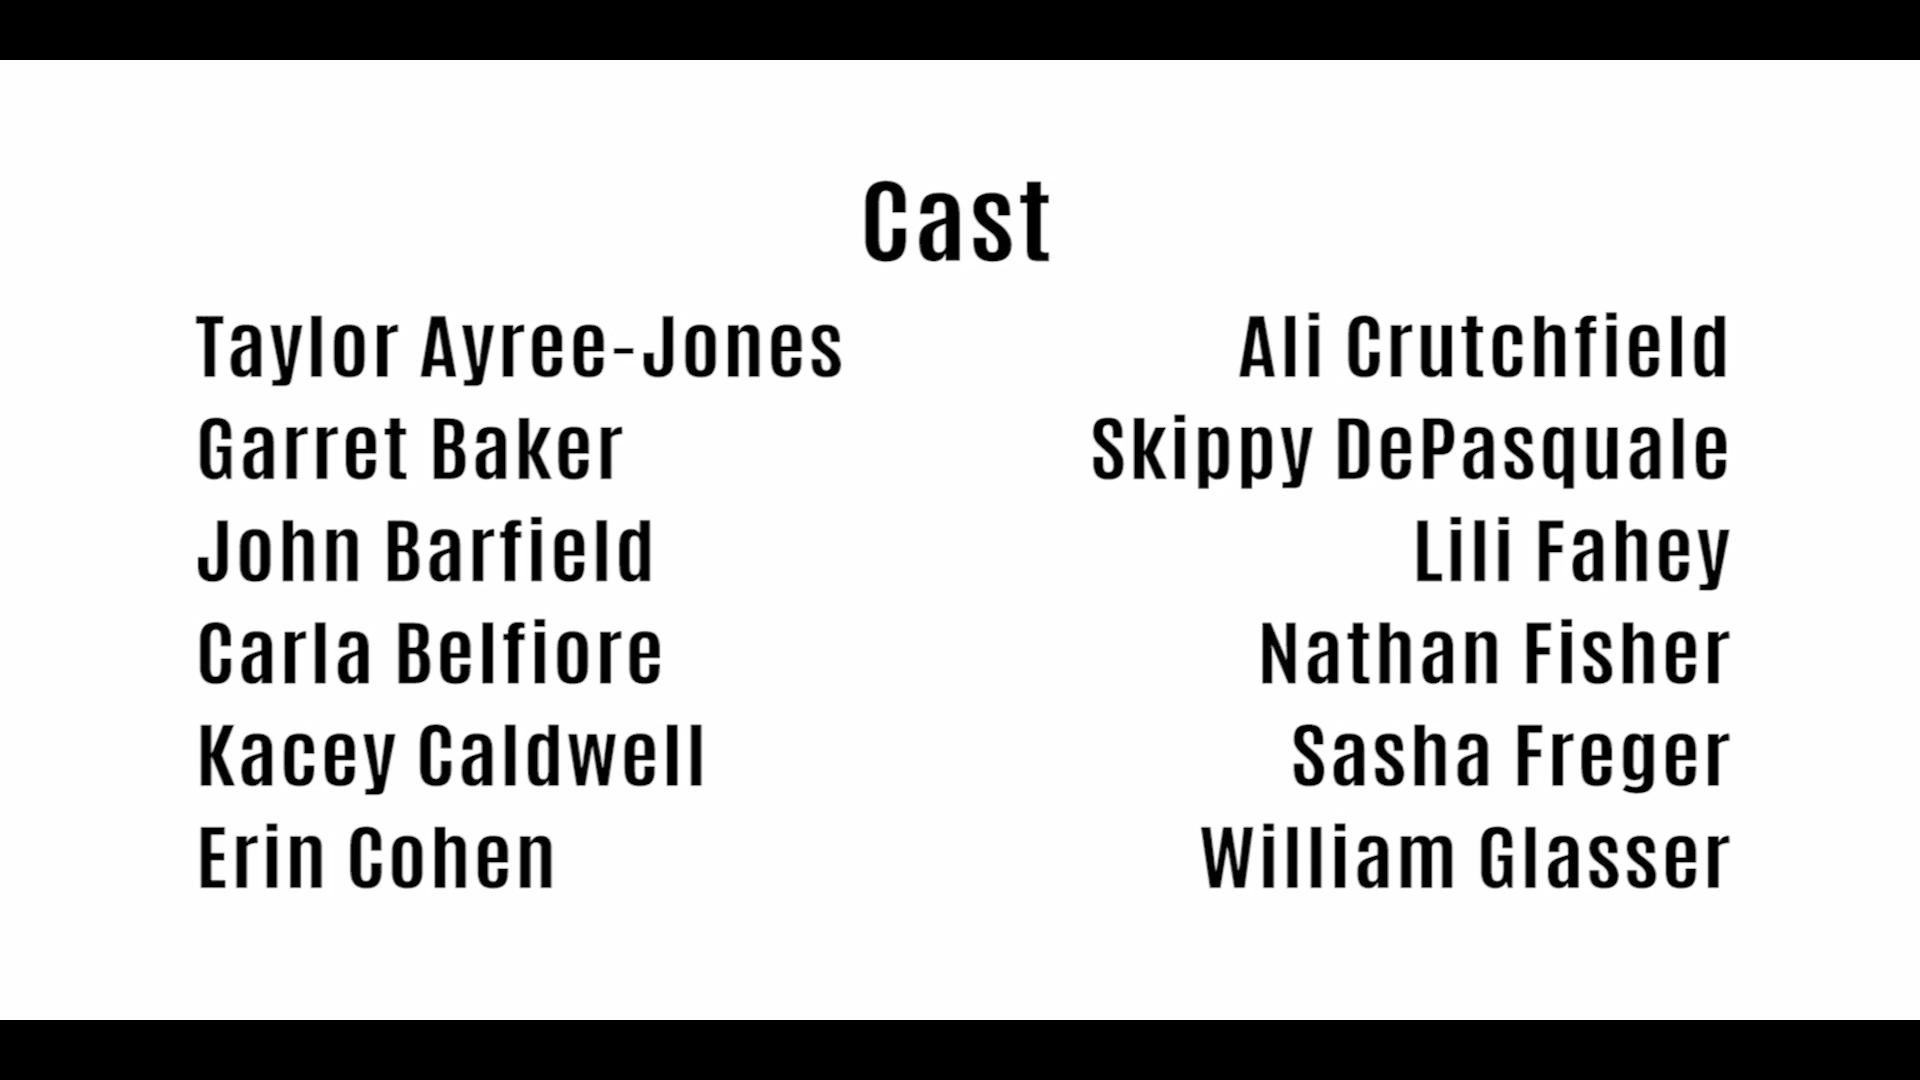 Cast
Taylor Ayree-Jones
Garret Baker
John Barfield
Carla Belfiore
Kacey Caldwell
Erin Cohen
Ali Crutchfield
Skippy DePasquale
Lili Fahey
Nathan Fisher
Sasha Freger
William Glasser